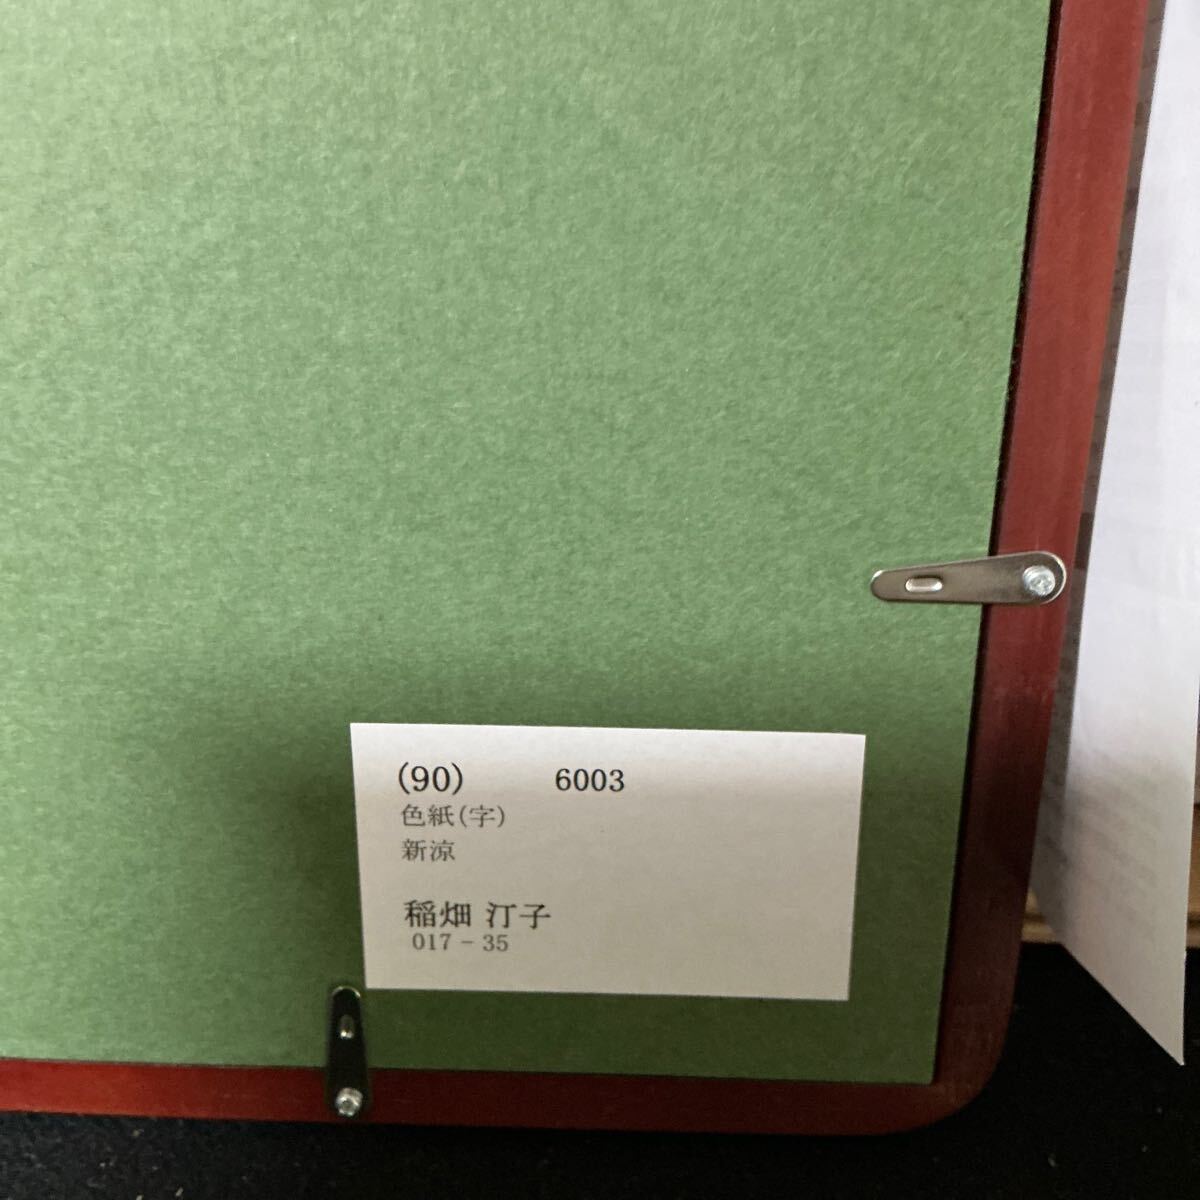 (90) 6003
色紙(字)
新涼
稲畑 汀子
017 - 35